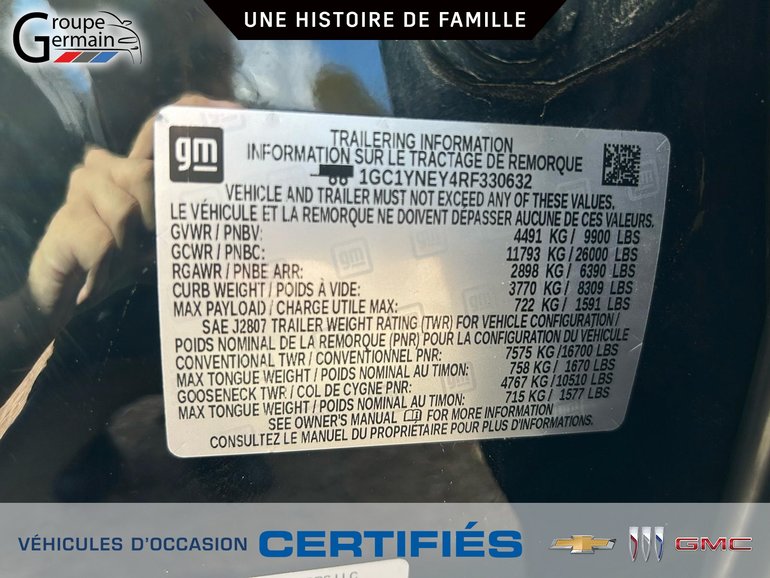 Groupe
Germain
UNE HISTOIRE DE FAMILLE
gm
TRAILERING INFORMATION
INFORMATION SUR LE TRACTAGE DE REMORQUE
1GC1YNEY4RF330632
VEHICLE AND TRAILER MUST NOT EXCEED ANY OF THESE VALUES.
LE VÉHICULE ET LA REMORQUE NE DOIVENT DÉPASSER AUCUNE DE CES VALEURS.
GVWR / PNBV: 4491 KG / 9900 LBS
GCWR / PNBC: 11793 KG / 26000 LBS
RGAWR / PNBE ARR: 2898 KG / 6390 LBS
CURB WEIGHT / POIDS À VIDE: 3770 KG / 8309 LBS
MAX PAYLOAD / CHARGE UTILE MAX: 722 KG / 1591 LBS
SAE J2807 TRAILER WEIGHT RATING (TWR) FOR VEHICLE CONFIGURATION /
POIDS NOMINAL DE LA REMORQUE (PNR) POUR LA CONFIGURATION DU VÉHICULE
CONVENTIONAL TWR / CONVENTIONNEL PNR: 7575 KG /16700 LBS
MAX TONGUE WEIGHT / POIDS NOMINAL AU TIMON: 758 KG / 1670 LBS
GOOSENECK TWR / COL DE CYGNE PNR: 4767 KG /10510 LBS
MAX TONGUE WEIGHT / POIDS NOMINAL AU TIMON: 715 KG / 1577 LBS
SEE OWNER'S MANUAL FOR MORE INFORMATION
CONSULTEZ LE MANUEL DU PROPRIÉTAIRE POUR PLUS D'INFORMATIONS.
VÉHICULES D'OCCASION CERTIFIÉS GMC